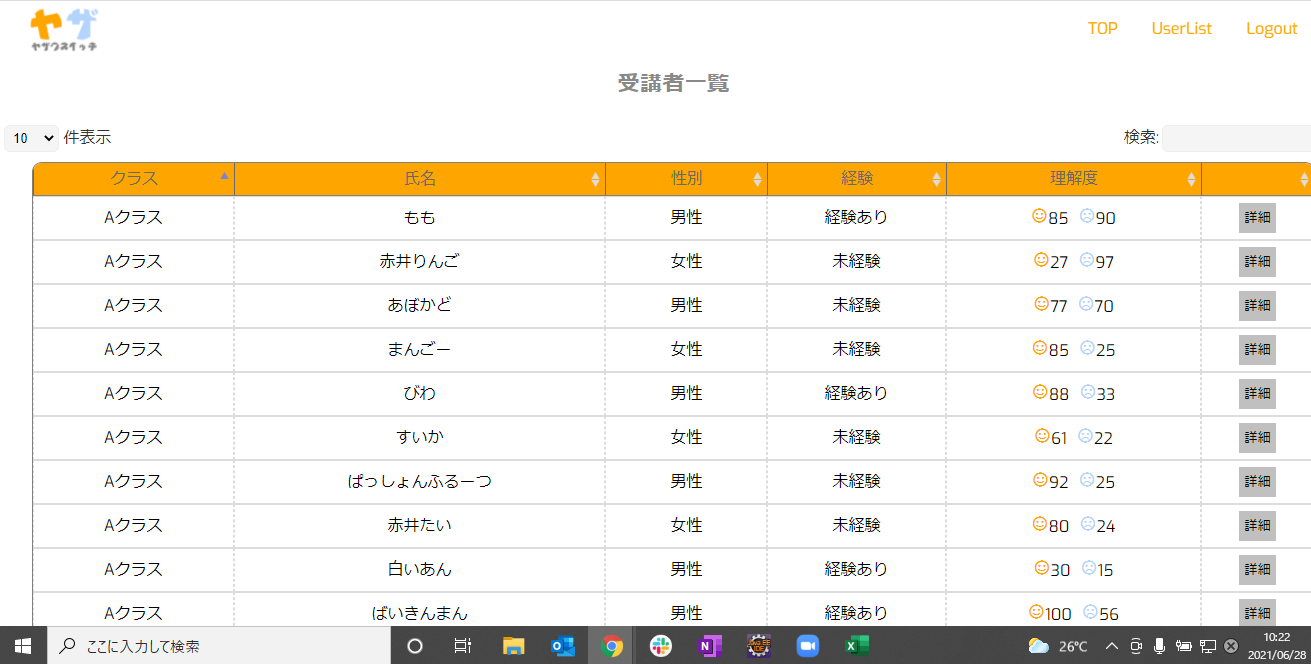 ヤザ
ヤザワスイッチ
TOP UserList Logout
受講者一覧
10 件表示 検索:
クラス 氏名 性別 経験 理解度
Aクラス もも 男性 経験あり 85 90 詳細
Aクラス 赤井りんご 女性 未経験 27 97 詳細
Aクラス あぼかど 男性 未経験 77 70 詳細
Aクラス まんごー 女性 未経験 85 25 詳細
Aクラス びわ 男性 経験あり 88 33 詳細
Aクラス すいか 女性 未経験 61 22 詳細
Aクラス ぱっしょんふるーつ 男性 未経験 92 25 詳細
Aクラス 赤井たい 女性 未経験 80 24 詳細
Aクラス 白いあん 男性 経験あり 30 15 詳細
Aクラス ばいきんまん 男性 経験あり 100 56 詳細
ここに入力して検索 26℃ 10:22
2021/06/28